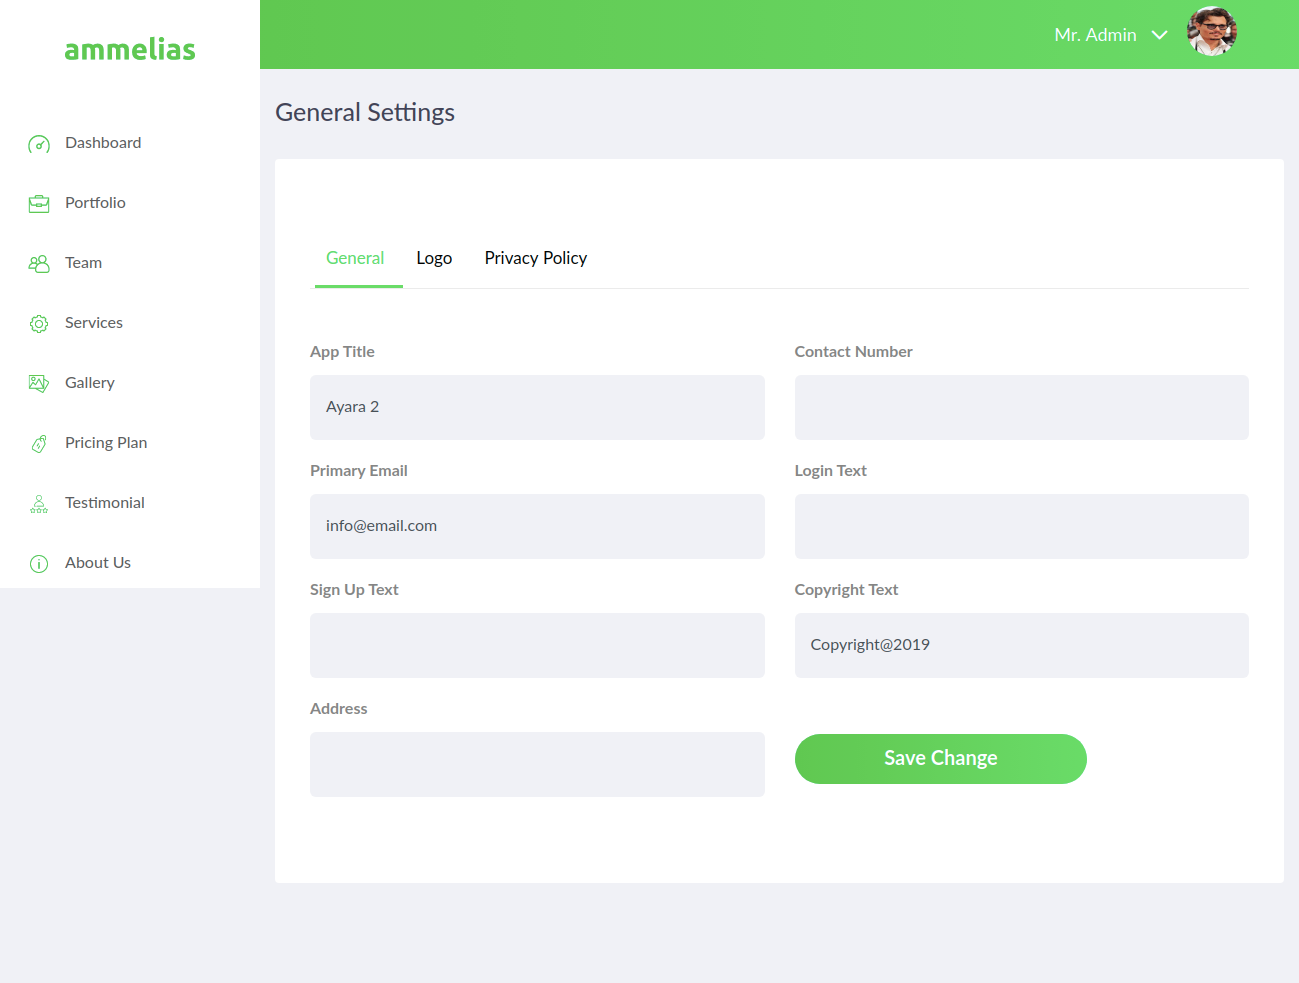 ammelias
Mr. Admin
General Settings
Dashboard
Portfolio
Team
Services
Gallery
Pricing Plan
Testimonial
About Us
General Logo Privacy Policy
App Title
Ayara 2
Contact Number
Primary Email
info@email.com
Login Text
Sign Up Text
Copyright Text
Copyright@2019
Address
Save Change